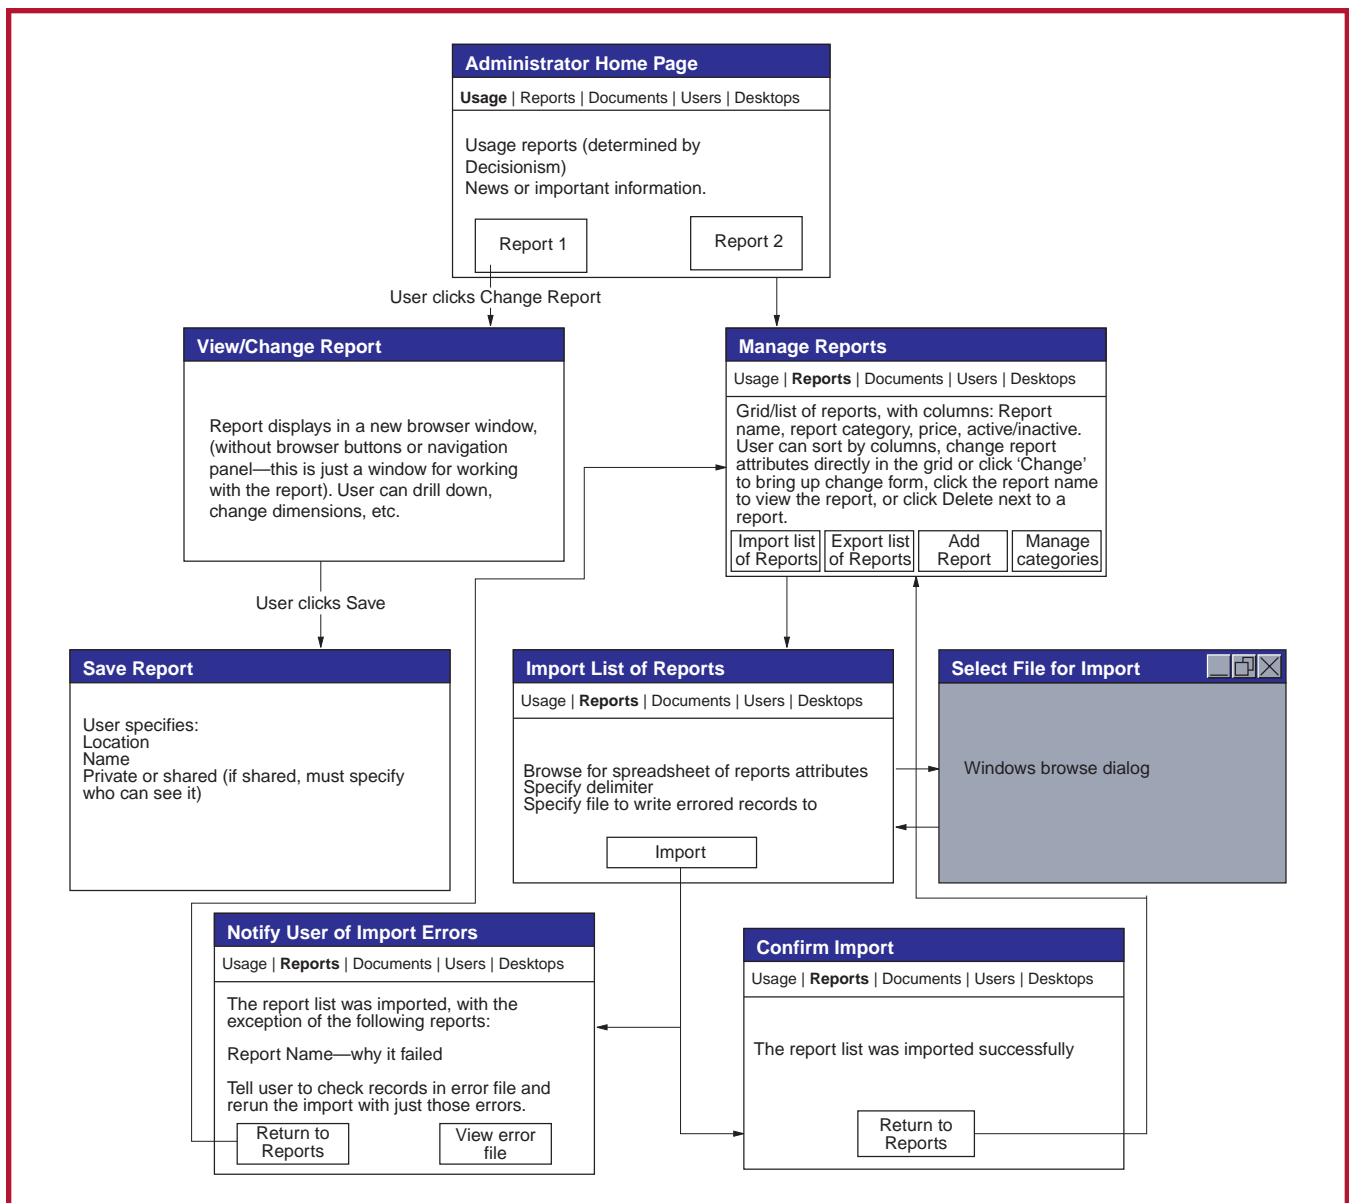 Administrator Home Page
Usage | Reports | Documents | Users | Desktops
Usage reports (determined by
Decisionism)
News or important information.
Report 1
Report 2
User clicks Change Report
View/Change Report
Report displays in a new browser window,
(without browser buttons or navigation
panel—this is just a window for working
with the report). User can drill down,
change dimensions, etc.
Manage Reports
Usage | Reports | Documents | Users | Desktops
Grid/list of reports, with columns: Report
name, report category, price, active/inactive.
User can sort by columns, change report
attributes directly in the grid or click ‘Change’
to bring up change form, click the report name
to view the report, or click Delete next to a
report.
Import list
of Reports
Export list
of Reports
Add
Report
Manage
categories
User clicks Save
Save Report
User specifies:
Location
Name
Private or shared (if shared, must specify
who can see it)
Import List of Reports
Usage | Reports | Documents | Users | Desktops
Browse for spreadsheet of reports attributes
Specify delimiter
Specify file to write errored records to
Import
Select File for Import
Windows browse dialog
Notify User of Import Errors
Usage | Reports | Documents | Users | Desktops
The report list was imported, with the
exception of the following reports:
Report Name—why it failed
Tell user to check records in error file and
rerun the import with just those errors.
Return to
Reports
View error
file
Confirm Import
Usage | Reports | Documents | Users | Desktops
The report list was imported successfully
Return to
Reports